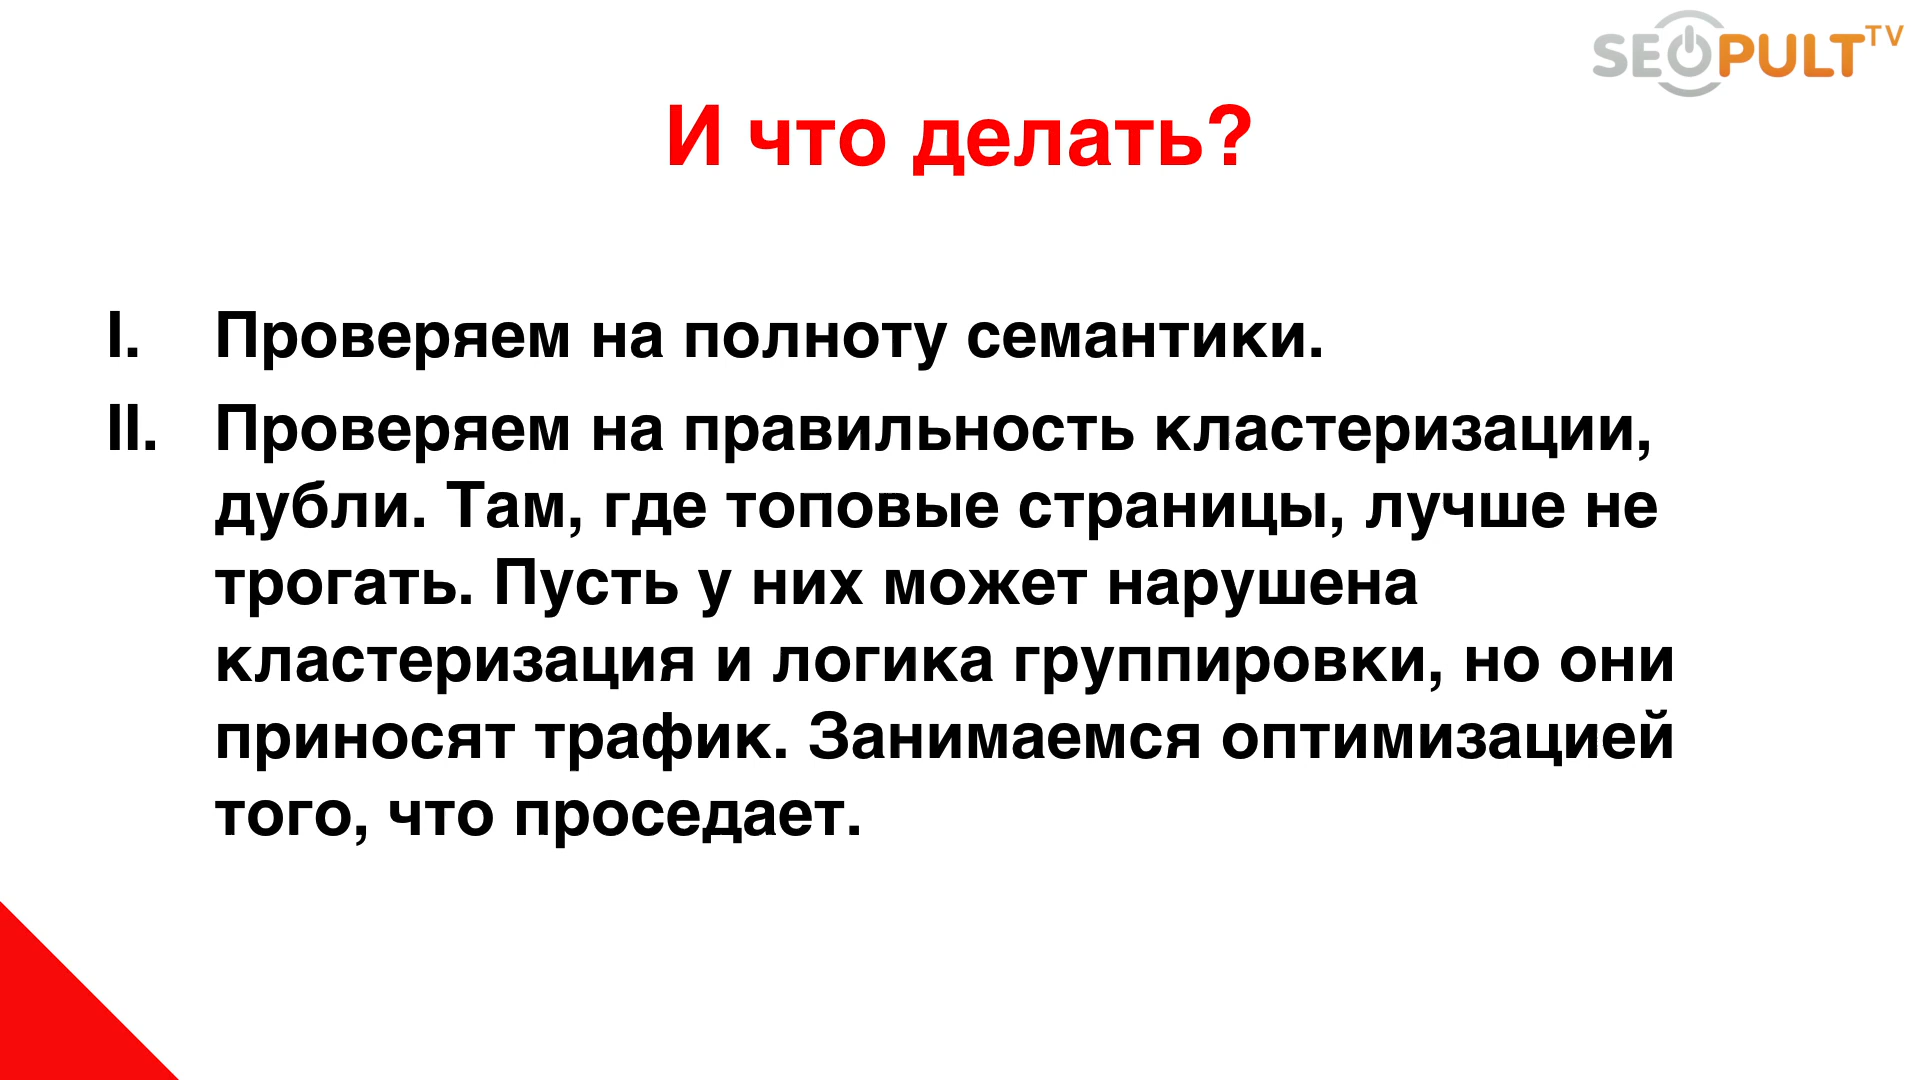 SEOPULT TV
И что делать?
I. Проверяем на полноту семантики.
II. Проверяем на правильность кластеризации,
дубли. Там, где топовые страницы, лучше не
трогать. Пусть у них может нарушена
кластеризация и логика группировки, но они
приносят трафик. Занимаемся оптимизацией
того, что проседает.